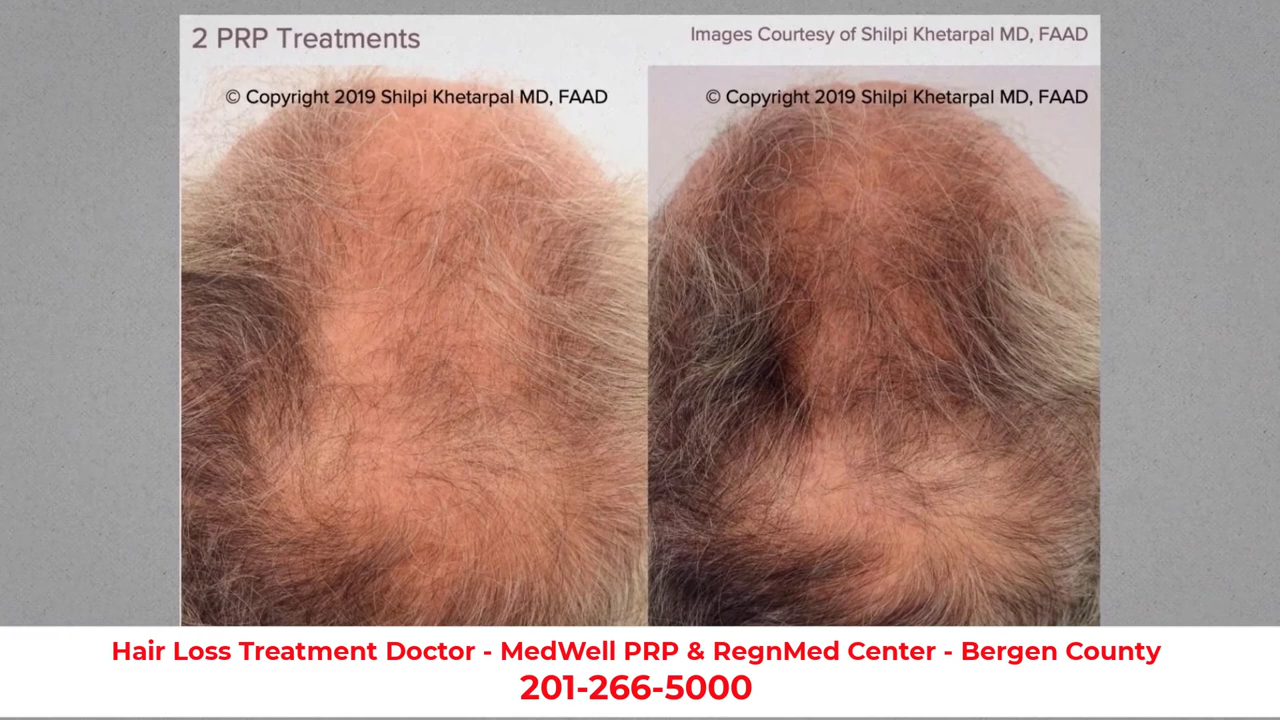 2 PRP Treatments
Images Courtesy of Shilpi Khetarpal MD, FAAD
© Copyright 2019 Shilpi Khetarpal MD, FAAD
© Copyright 2019 Shilpi Khetarpal MD, FAAD
Hair Loss Treatment Doctor - MedWell PRP & RegnMed Center - Bergen County
201-266-5000